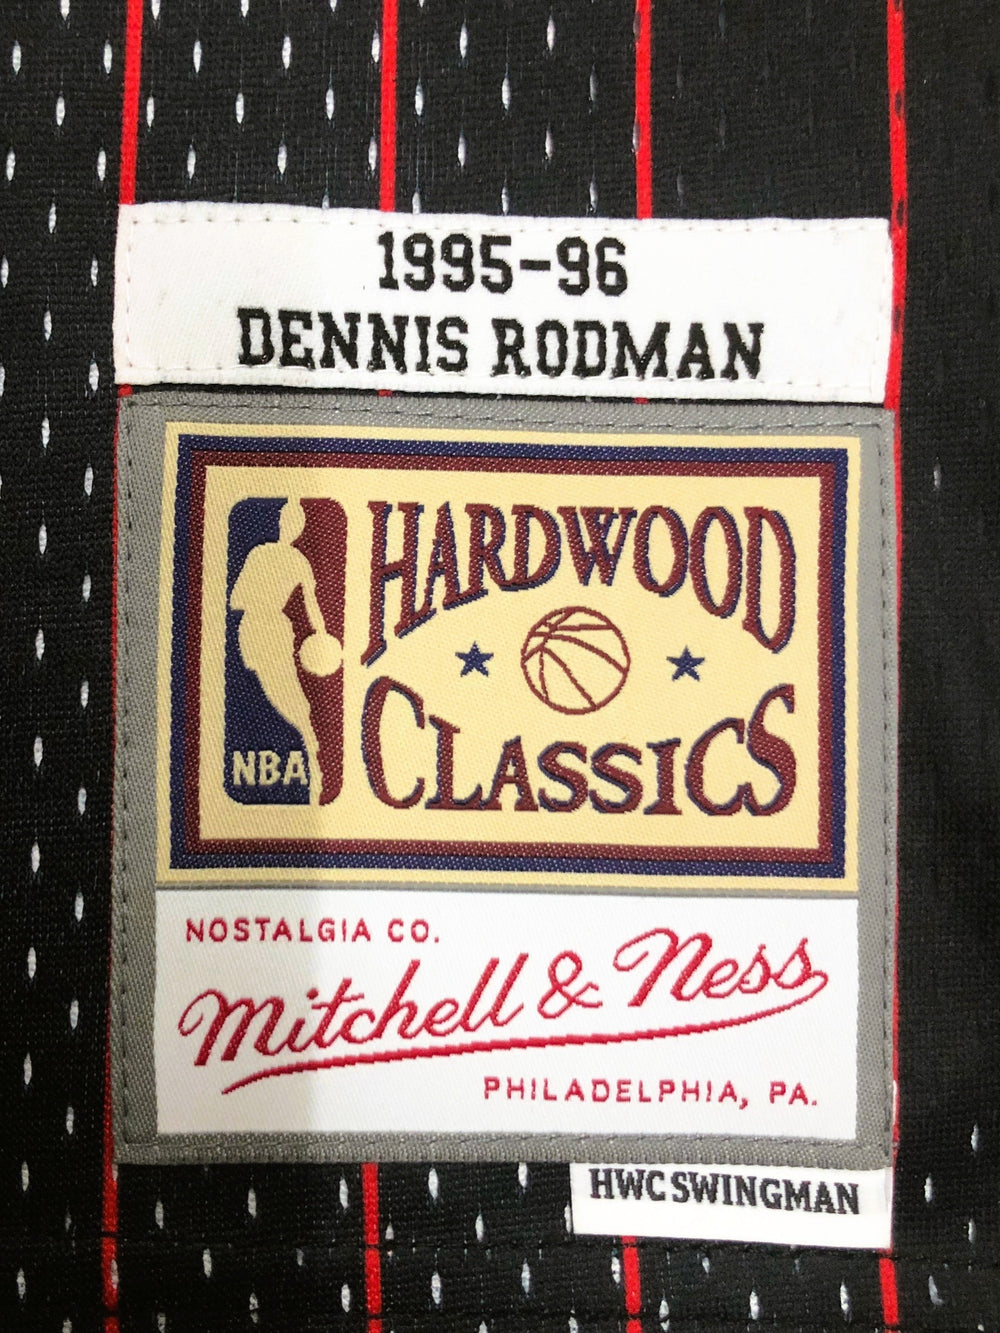 1995-96
DENNIS RODMAN
HARDWOOD
CLASSICS
NBA
NOSTALGIA CO.
Mitchell & Ness
PHILADELPHIA, PA.
HWC SWINGMAN